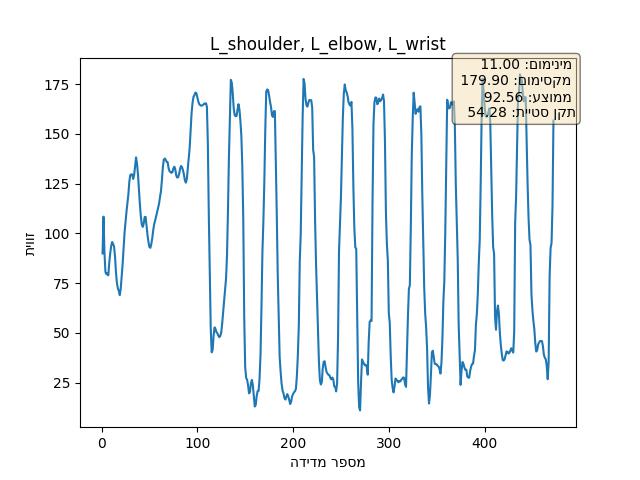 L_shoulder, L_elbow, L_wrist
מינימום: 11.00
מקסימום: 179.90
ממוצע: 92.56
תקן סטיית: 54.28
175
150
125
100
75
50
25
זווית
0 100 200 300 400
מספר מדידה